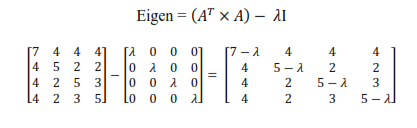 Eigen = (Aᵀ × A) − λI
[7 4 4 4] [λ 0 0 0] [7 − λ 4 4 4]
[4 5 2 2] [0 λ 0 0] [4 5 − λ 2 2]
[4 2 5 3] − [0 0 λ 0] = [4 2 5 − λ 3]
[4 2 3 5] [0 0 0 λ] [4 2 3 5 − λ]